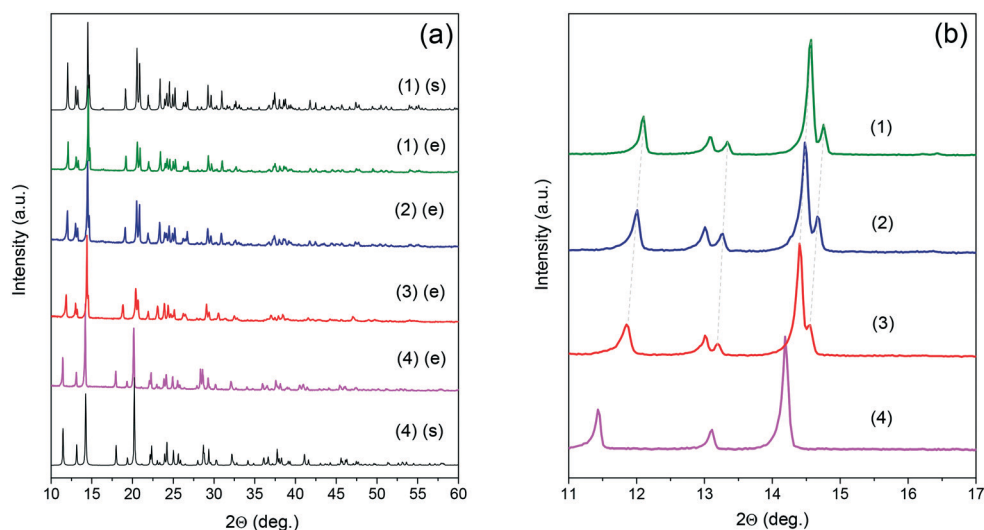 (a)
(1) (s)
(1) (e)
(2) (e)
(3) (e)
(4) (e)
(4) (s)
Intensity (a.u.)
10 15 20 25 30 35 40 45 50 55 60
2Θ (deg.)
(b)
(1)
(2)
(3)
(4)
Intensity (a.u.)
11 12 13 14 15 16 17
2Θ (deg.)